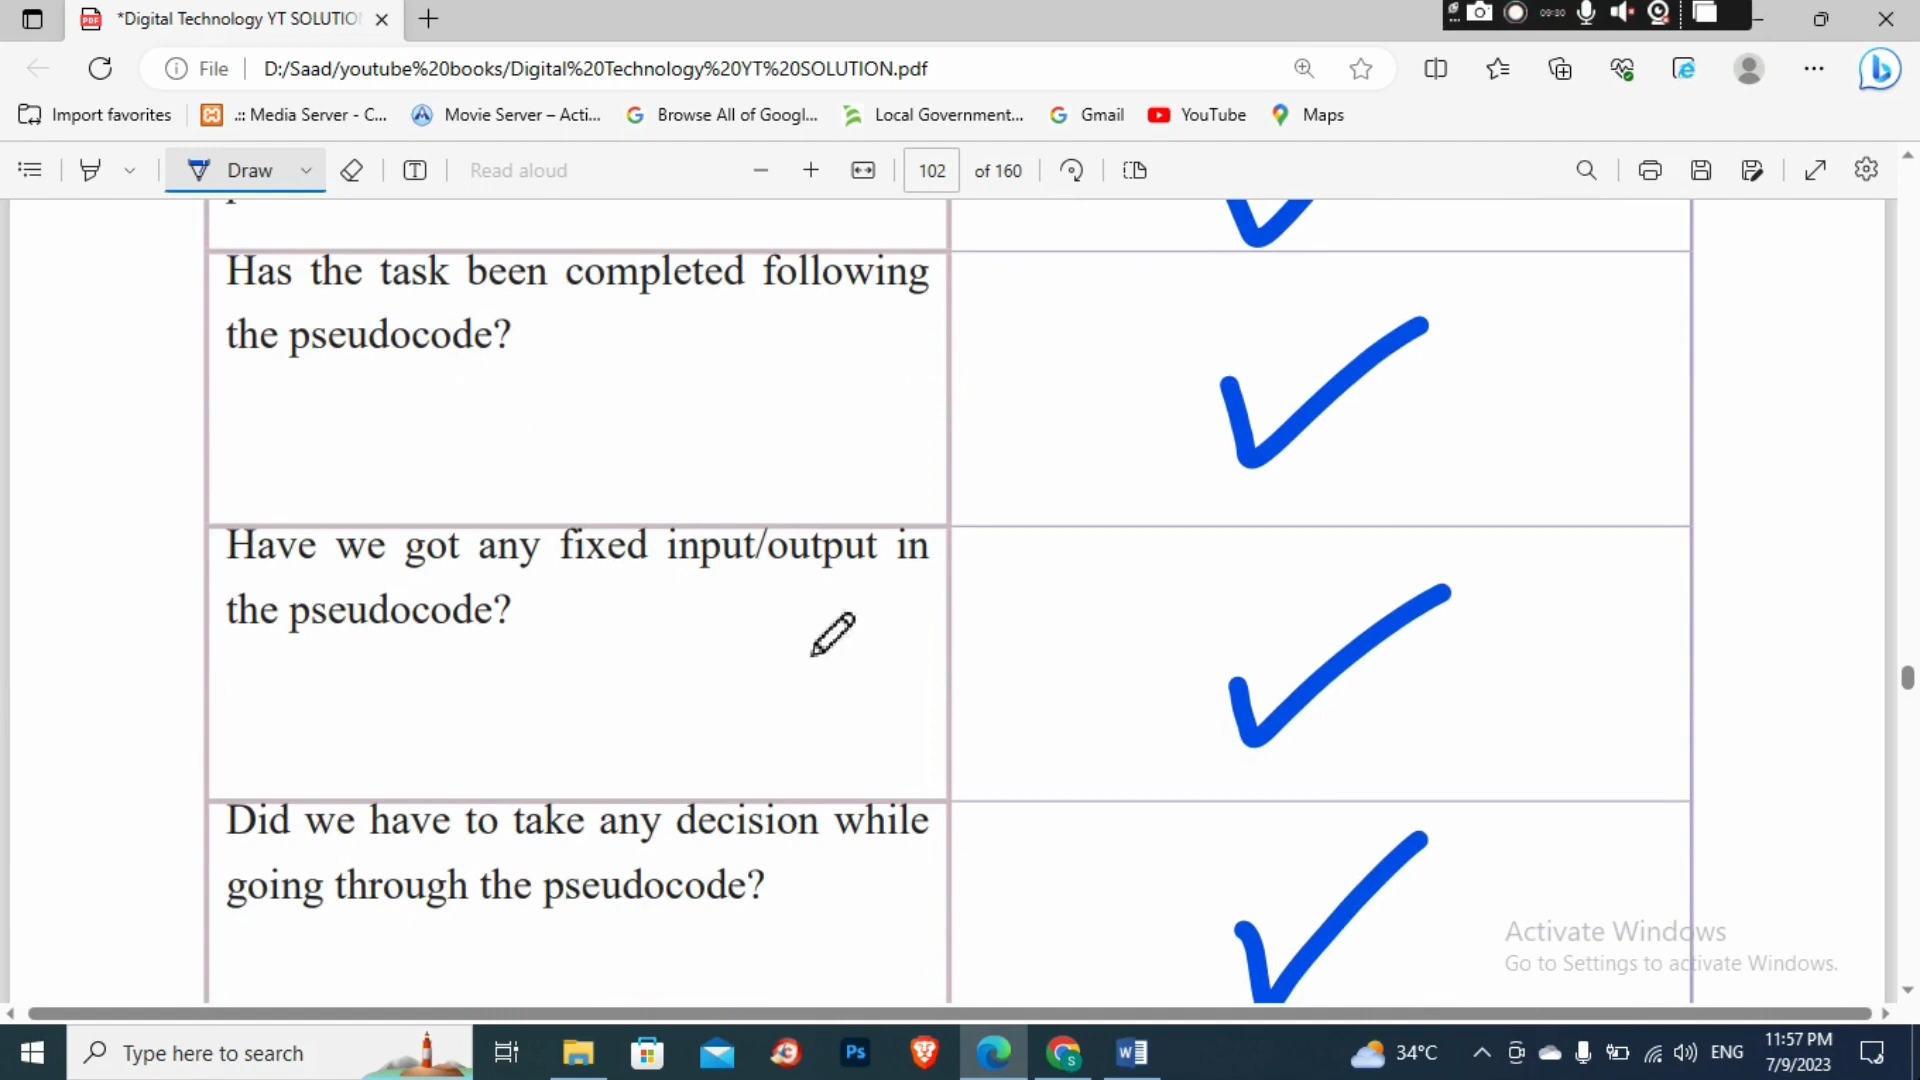 *Digital Technology YT SOLUTIO
09:30
File
D:/Saad/youtube%20books/Digital%20Technology%20YT%20SOLUTION.pdf
Import favorites
.:: Media Server - C...
Movie Server – Acti...
Browse All of Googl...
Local Government...
Gmail
YouTube
Maps
Draw
Read aloud
102
of 160
Has the task been completed following
the pseudocode?
Have we got any fixed input/output in
the pseudocode?
Did we have to take any decision while
going through the pseudocode?
Activate Windows
Go to Settings to activate Windows.
Type here to search
34°C
ENG
11:57 PM
7/9/2023